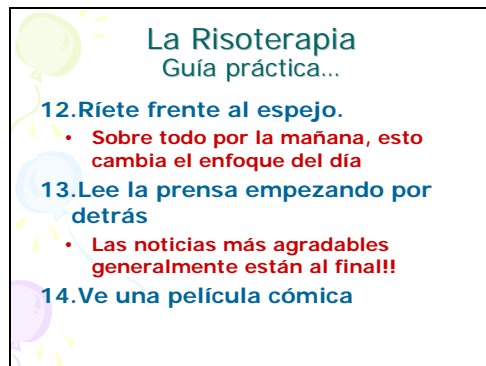 La Risoterapia
Guía práctica...
12.Ríete frente al espejo.
• Sobre todo por la mañana, esto
cambia el enfoque del día
13.Lee la prensa empezando por
detrás
• Las noticias más agradables
generalmente están al final!!
14.Ve una película cómica